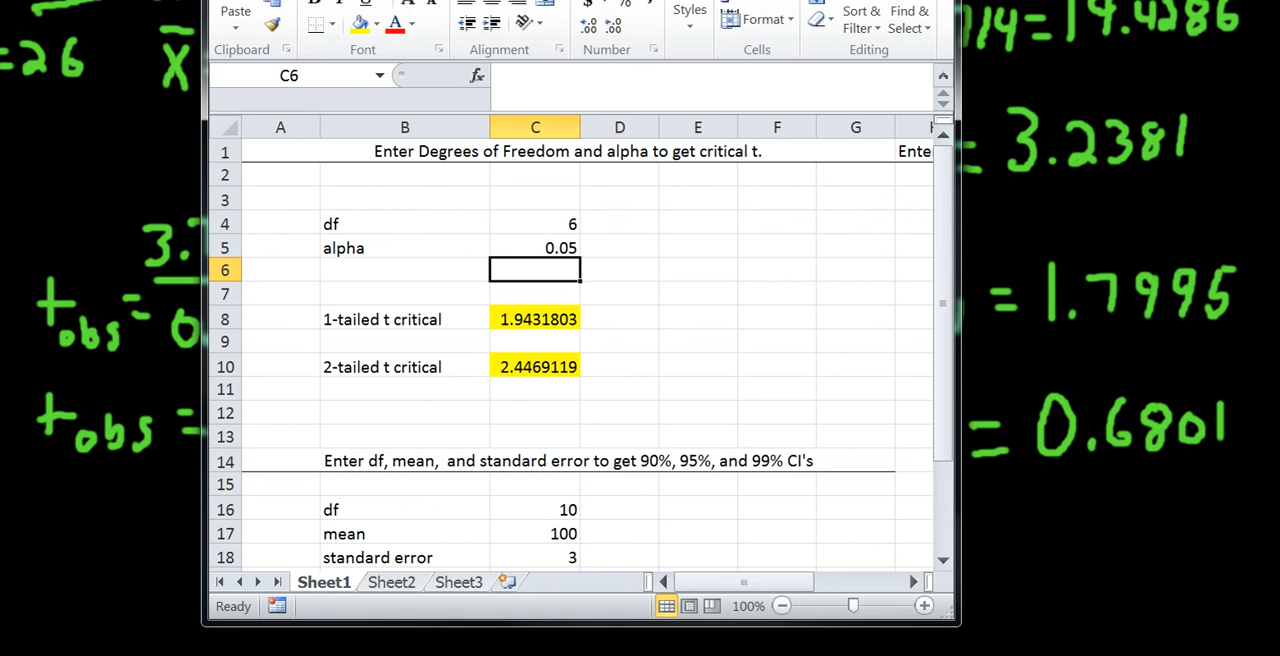 Paste
Styles
Format
Sort &
Filter
Find &
Select
Clipboard
Font
Alignment
Number
Cells
Editing
C6
fx
A B C D E F G
1 Enter Degrees of Freedom and alpha to get critical t. Enter
2
3
4 df 6
5 alpha 0.05
6
7
8 1-tailed t critical 1.9431803
9
10 2-tailed t critical 2.4469119
11
12
13
14 Enter df, mean, and standard error to get 90%, 95%, and 99% CI's
15
16 df 10
17 mean 100
18 standard error 3
Sheet1 Sheet2 Sheet3
Ready 100%
=26 X̄
/14=19.4286
= 3.2381
t obs = 3.
0
= 1.7995
t obs =
= 0.6801